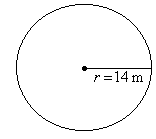 r = 14 m